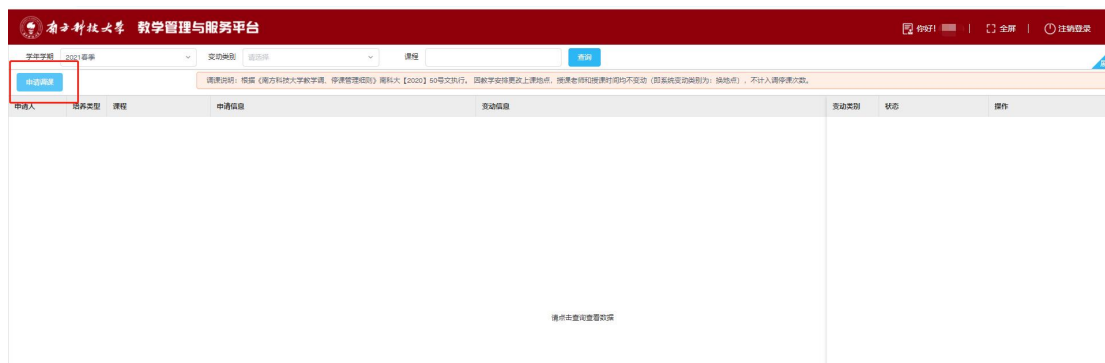 南方科技大学 教学管理与服务平台 你好! 全屏 注销登录
学年学期 2021春季 变动类别 请选择 课程 查询
申请调课 调课说明：根据《南方科技大学教学调、停课管理细则》南科大【2020】50号文执行。 因教学安排更改上课地点，授课老师和授课时间均不变动（即系统变动类别为：换地点），不计入调停课次数。
申请人 培养类型 课程 申请信息 变动信息 变动类别 状态 操作
请点击查询查看数据